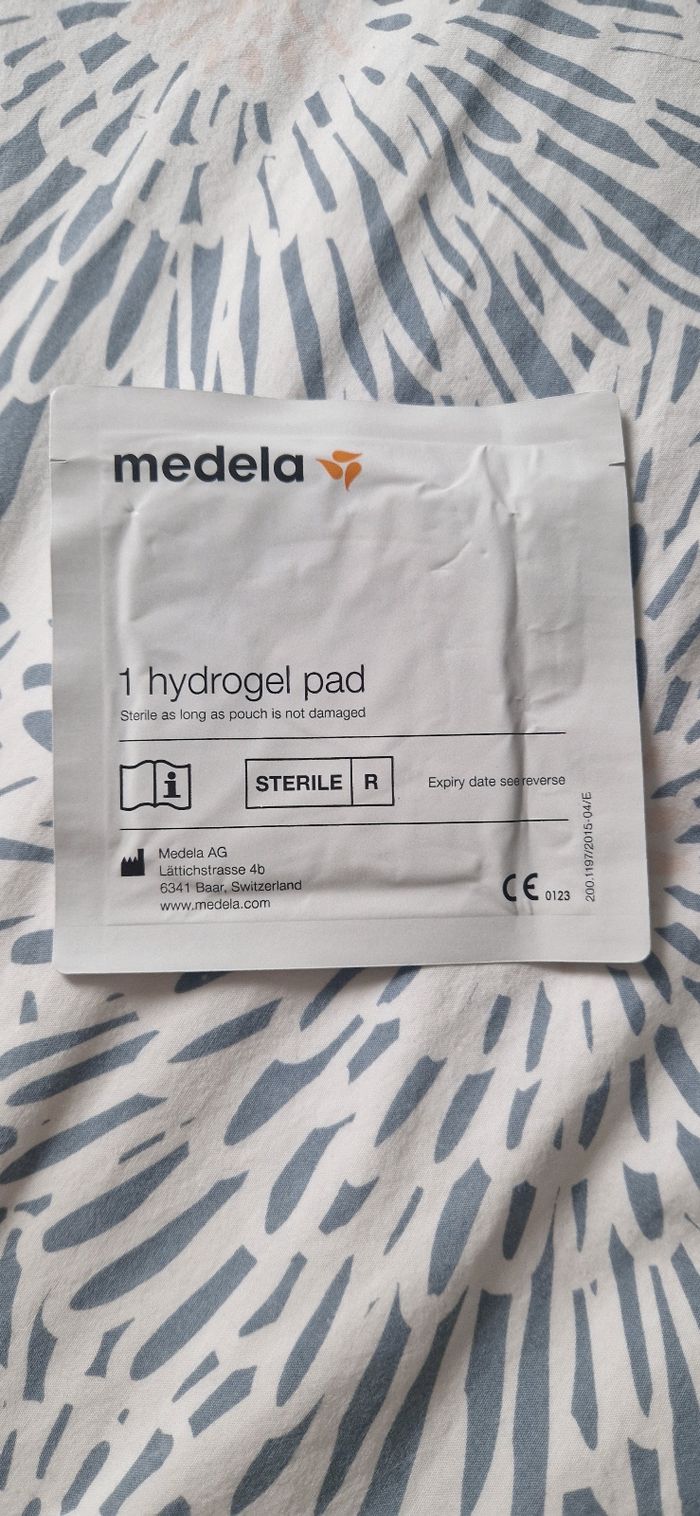 medela
1 hydrogel pad
Sterile as long as pouch is not damaged
STERILE R
Expiry date see reverse
Medela AG
Lättichstrasse 4b
6341 Baar, Switzerland
www.medela.com
CE 0123
200.1197/2015-04/E